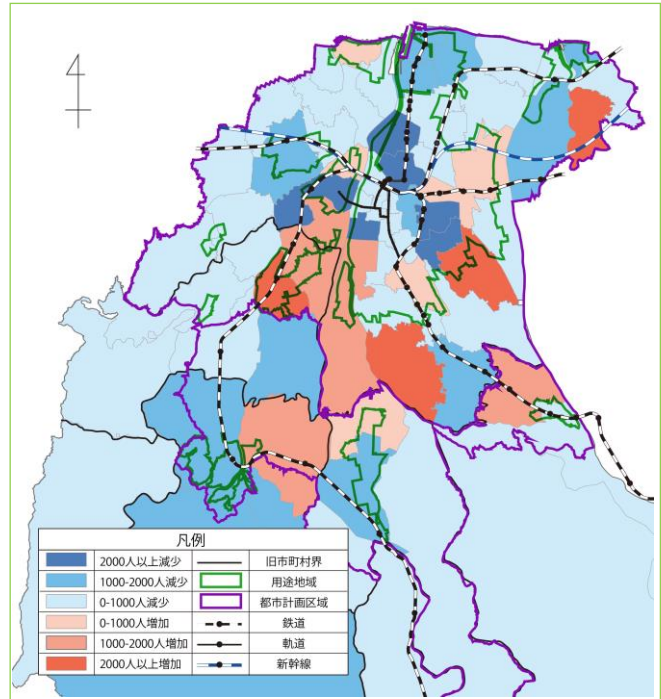 凡例
2000人以上減少 旧市町村界
1000-2000人減少 用途地域
0-1000人減少 都市計画区域
0-1000人増加 鉄道
1000-2000人増加 軌道
2000人以上増加 新幹線